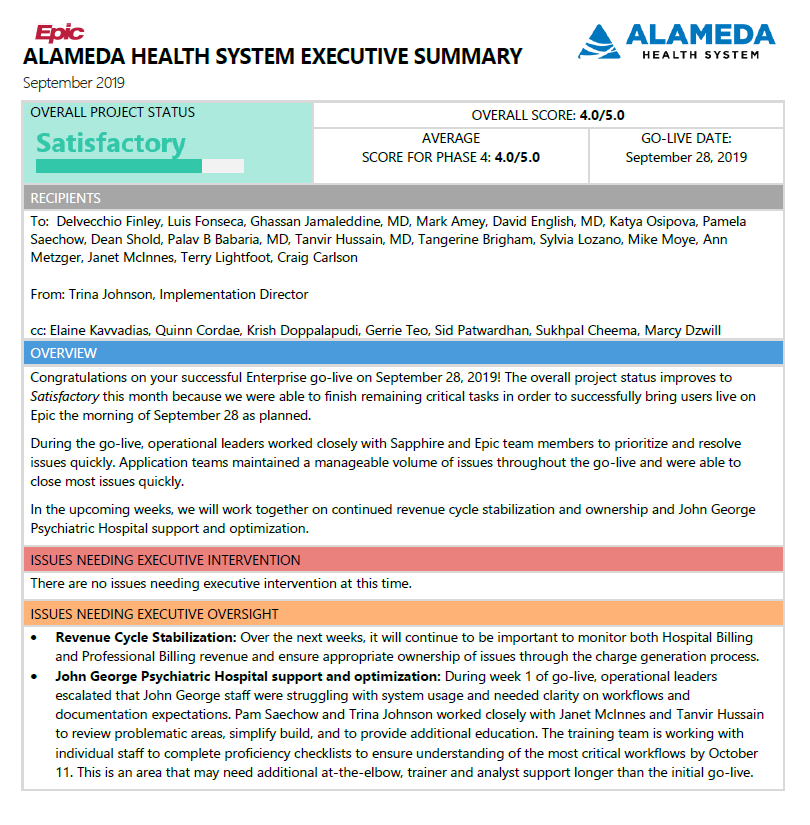 Epic
ALAMEDA HEALTH SYSTEM EXECUTIVE SUMMARY
ALAMEDA
HEALTH SYSTEM
September 2019
OVERALL PROJECT STATUS
Satisfactory
OVERALL SCORE: 4.0/5.0
AVERAGE
SCORE FOR PHASE 4: 4.0/5.0
GO-LIVE DATE:
September 28, 2019
RECIPIENTS
To:  Delvecchio Finley, Luis Fonseca, Ghassan Jamaleddine, MD, Mark Amey, David English, MD, Katya Osipova, Pamela
Saechow, Dean Shold, Palav B Babaria, MD, Tanvir Hussain, MD, Tangerine Brigham, Sylvia Lozano, Mike Moye, Ann
Metzger, Janet McInnes, Terry Lightfoot, Craig Carlson
From: Trina Johnson, Implementation Director
cc: Elaine Kavvadias, Quinn Cordae, Krish Doppalapudi, Gerrie Teo, Sid Patwardhan, Sukhpal Cheema, Marcy Dzwill
OVERVIEW
Congratulations on your successful Enterprise go-live on September 28, 2019! The overall project status improves to
Satisfactory this month because we were able to finish remaining critical tasks in order to successfully bring users live on
Epic the morning of September 28 as planned.
During the go-live, operational leaders worked closely with Sapphire and Epic team members to prioritize and resolve
issues quickly. Application teams maintained a manageable volume of issues throughout the go-live and were able to
close most issues quickly.
In the upcoming weeks, we will work together on continued revenue cycle stabilization and ownership and John George
Psychiatric Hospital support and optimization.
ISSUES NEEDING EXECUTIVE INTERVENTION
There are no issues needing executive intervention at this time.
ISSUES NEEDING EXECUTIVE OVERSIGHT
• Revenue Cycle Stabilization: Over the next weeks, it will continue to be important to monitor both Hospital Billing
and Professional Billing revenue and ensure appropriate ownership of issues through the charge generation process.
• John George Psychiatric Hospital support and optimization: During week 1 of go-live, operational leaders
escalated that John George staff were struggling with system usage and needed clarity on workflows and
documentation expectations. Pam Saechow and Trina Johnson worked closely with Janet McInnes and Tanvir Hussain
to review problematic areas, simplify build, and to provide additional education. The training team is working with
individual staff to complete proficiency checklists to ensure understanding of the most critical workflows by October
11. This is an area that may need additional at-the-elbow, trainer and analyst support longer than the initial go-live.